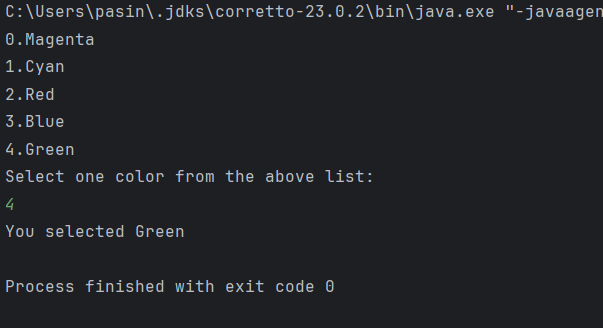 C:\Users\pasin\.jdks\corretto-23.0.2\bin\java.exe "-javaagen
0.Magenta
1.Cyan
2.Red
3.Blue
4.Green
Select one color from the above list:
4
You selected Green
Process finished with exit code 0